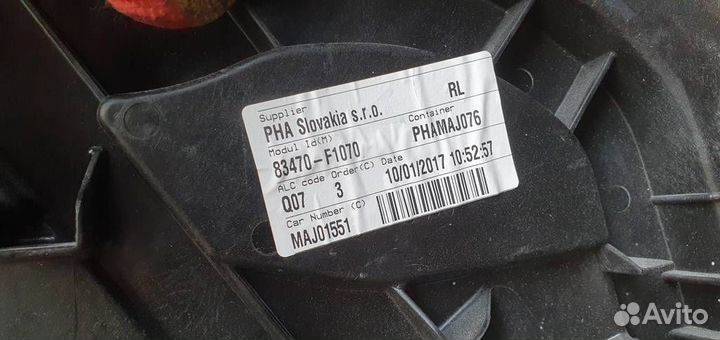 Supplier
PHA Slovakia s.r.o. RL
Modul Id(M) Container
83470-F1070 PHAMAJ076
ALC code Order(C) Date
Q07 3 10/01/2017 10:52:57
Car Number (C)
MAJ01551
Avito